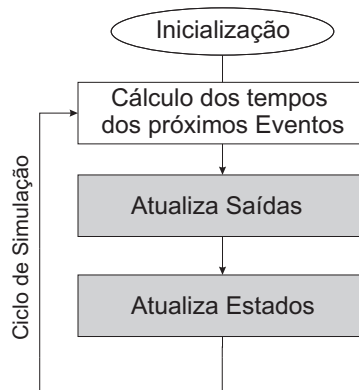 Inicialização
Cálculo dos tempos
dos próximos Eventos
Atualiza Saídas
Atualiza Estados
Ciclo de Simulação